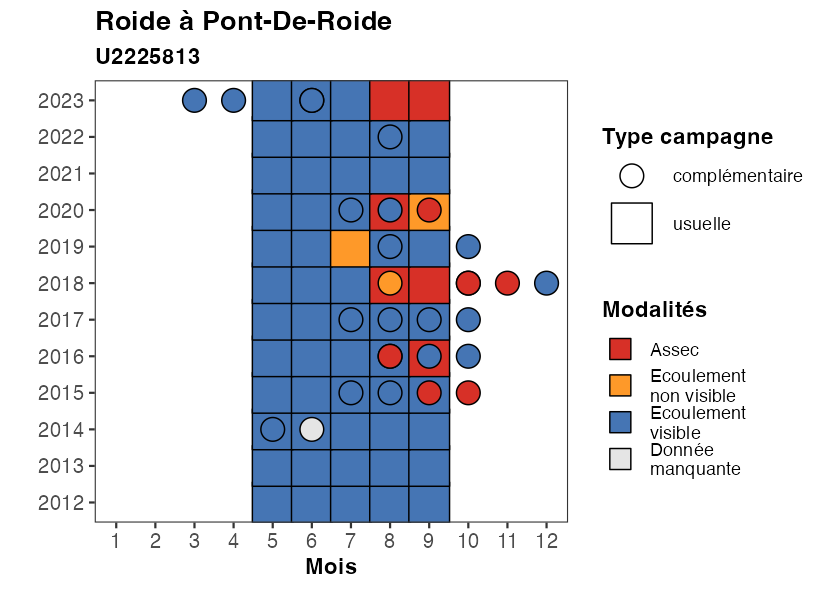 Roide à Pont-De-Roide
U2225813
2023
2022
2021
2020
2019
2018
2017
2016
2015
2014
2013
2012
1 2 3 4 5 6 7 8 9 10 11 12
Mois
Type campagne
complémentaire
usuelle
Modalités
Assec
Ecoulement
non visible
Ecoulement
visible
Donnée
manquante